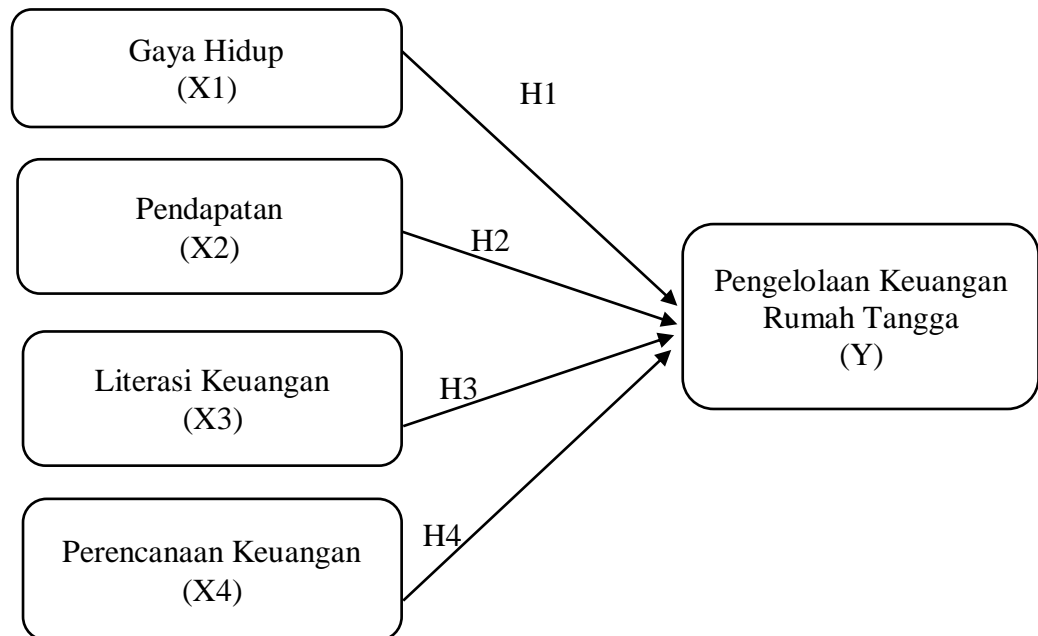 Gaya Hidup
(X1)
H1
Pendapatan
(X2)
H2
Pengelolaan Keuangan
Rumah Tangga
(Y)
Literasi Keuangan
(X3)
H3
Perencanaan Keuangan
(X4)
H4